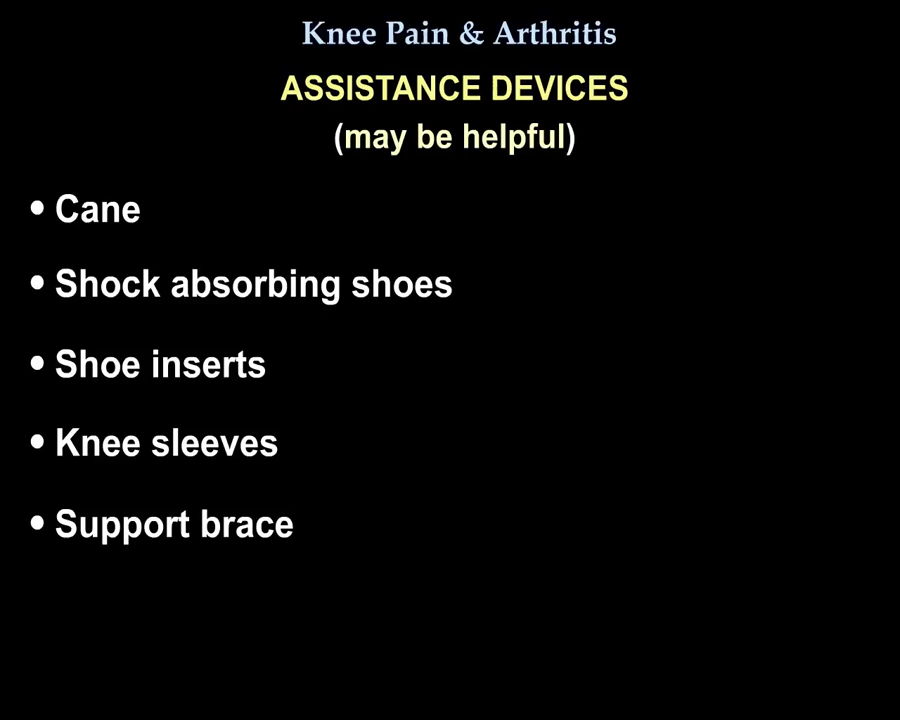 Knee Pain & Arthritis
ASSISTANCE DEVICES
(may be helpful)
• Cane
• Shock absorbing shoes
• Shoe inserts
• Knee sleeves
• Support brace